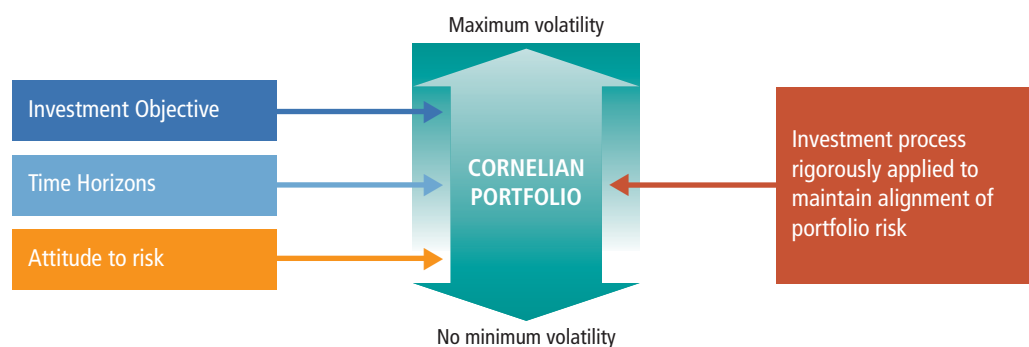 Maximum volatility
Investment Objective
Time Horizons
Attitude to risk
CORNELIAN
PORTFOLIO
Investment process
rigorously applied to
maintain alignment of
portfolio risk
No minimum volatility